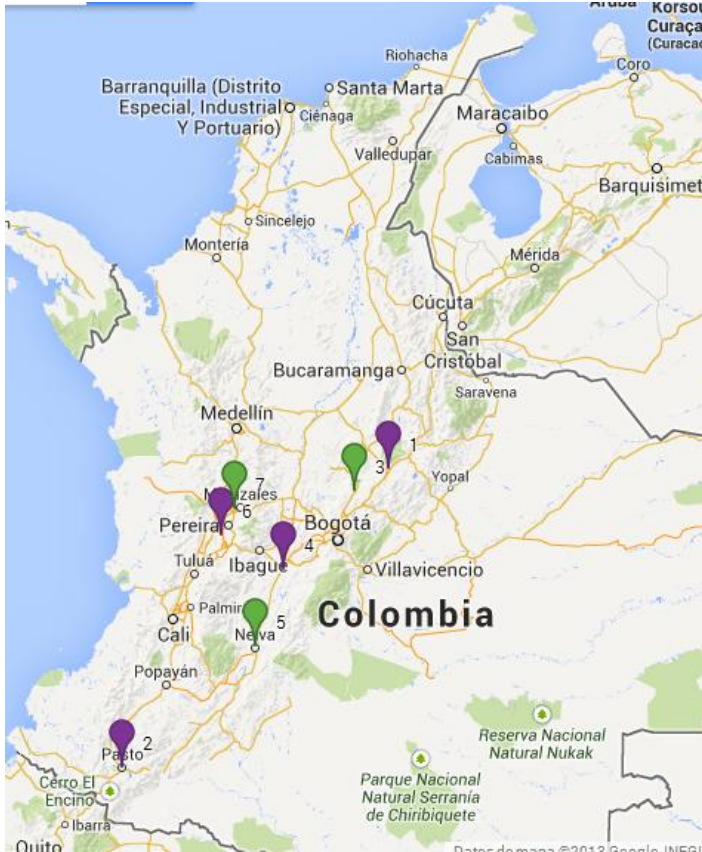 Aruba
Korsou
Curaça
(Curacao
Coro
Riohacha
Barranquilla (Distrito
Especial, Industrial
Y Portuario)
Santa Marta
Ciénaga
Maracaibo
Valledupar
Cabimas
Barquisimet
Sincelejo
Montería
Mérida
Cúcuta
San
Cristóbal
Bucaramanga
Saravena
Medellín
1
3
Yopal
7
6
Pereira
Bogotá
4
Ibagué
Villavicencio
Tuluá
Palmira
Colombia
5
Cali
Neiva
Popayán
Reserva Nacional
Natural Nukak
2
Pasto
Cerro El
Encino
Parque Nacional
Natural Serranía
de Chiribiquete
Ibarra
Quito
Datos de mapa ©2013 Google, INEGI